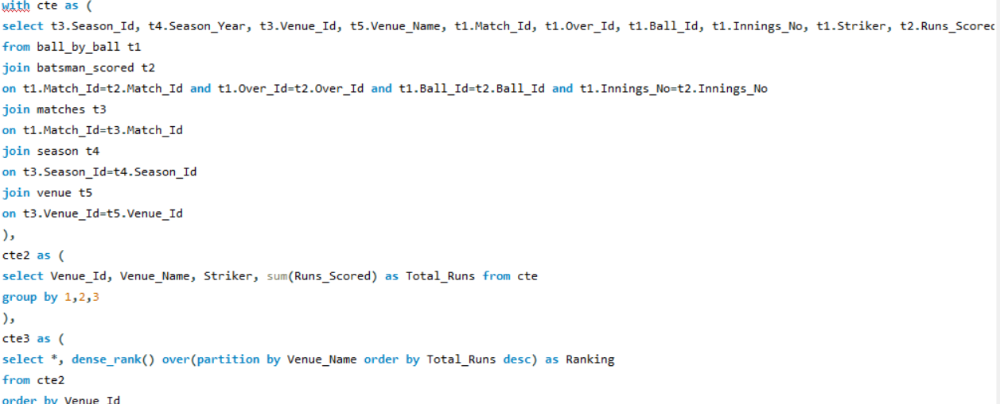 with cte as (
select t3.Season_Id, t4.Season_Year, t3.Venue_Id, t5.Venue_Name, t1.Match_Id, t1.Over_Id, t1.Ball_Id, t1.Innings_No, t1.Striker, t2.Runs_Scored
from ball_by_ball t1
join batsman_scored t2
on t1.Match_Id=t2.Match_Id and t1.Over_Id=t2.Over_Id and t1.Ball_Id=t2.Ball_Id and t1.Innings_No=t2.Innings_No
join matches t3
on t1.Match_Id=t3.Match_Id
join season t4
on t3.Season_Id=t4.Season_Id
join venue t5
on t3.Venue_Id=t5.Venue_Id
),
cte2 as (
select Venue_Id, Venue_Name, Striker, sum(Runs_Scored) as Total_Runs from cte
group by 1,2,3
),
cte3 as (
select *, dense_rank() over(partition by Venue_Name order by Total_Runs desc) as Ranking
from cte2
order by Venue_Id